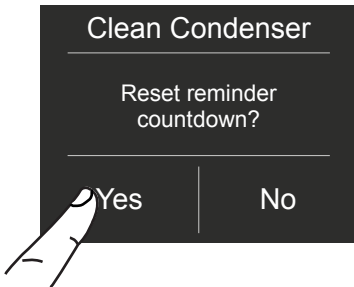 Clean Condenser
Reset reminder
countdown?
Yes
No